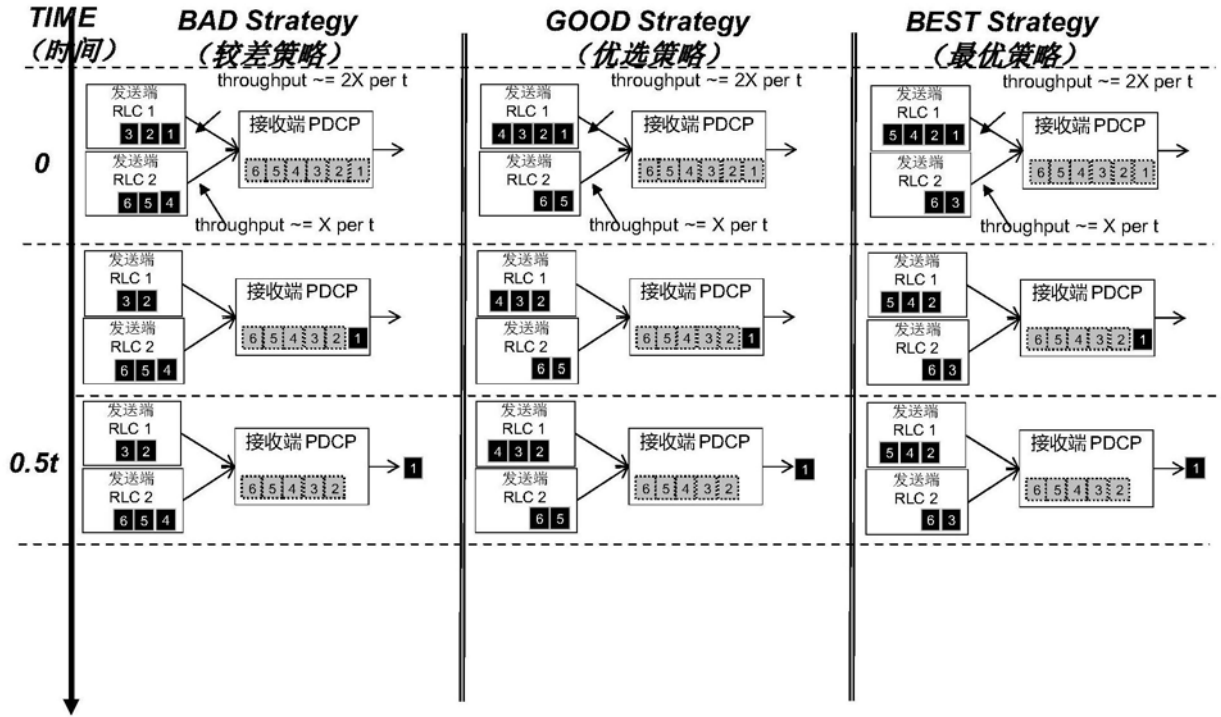 TIME
（时间）
BAD Strategy
（较差策略）
GOOD Strategy
（优选策略）
BEST Strategy
（最优策略）
0
throughput ~= 2X per t
发送端
RLC 1
3 2 1
发送端
RLC 2
6 5 4
接收端 PDCP
6 5 4 3 2 1
throughput ~= X per t
throughput ~= 2X per t
发送端
RLC 1
4 3 2 1
发送端
RLC 2
6 5
接收端 PDCP
6 5 4 3 2 1
throughput ~= X per t
throughput ~= 2X per t
发送端
RLC 1
5 4 2 1
发送端
RLC 2
6 3
接收端 PDCP
6 5 4 3 2 1
throughput ~= X per t
发送端
RLC 1
3 2
发送端
RLC 2
6 5 4
接收端 PDCP
6 5 4 3 2 1
发送端
RLC 1
4 3 2
发送端
RLC 2
6 5
接收端 PDCP
6 5 4 3 2 1
发送端
RLC 1
5 4 2
发送端
RLC 2
6 3
接收端 PDCP
6 5 4 3 2 1
0.5t
发送端
RLC 1
3 2
发送端
RLC 2
6 5 4
接收端 PDCP
6 5 4 3 2
1
发送端
RLC 1
4 3 2
发送端
RLC 2
6 5
接收端 PDCP
6 5 4 3 2
1
发送端
RLC 1
5 4 2
发送端
RLC 2
6 3
接收端 PDCP
6 5 4 3 2
1